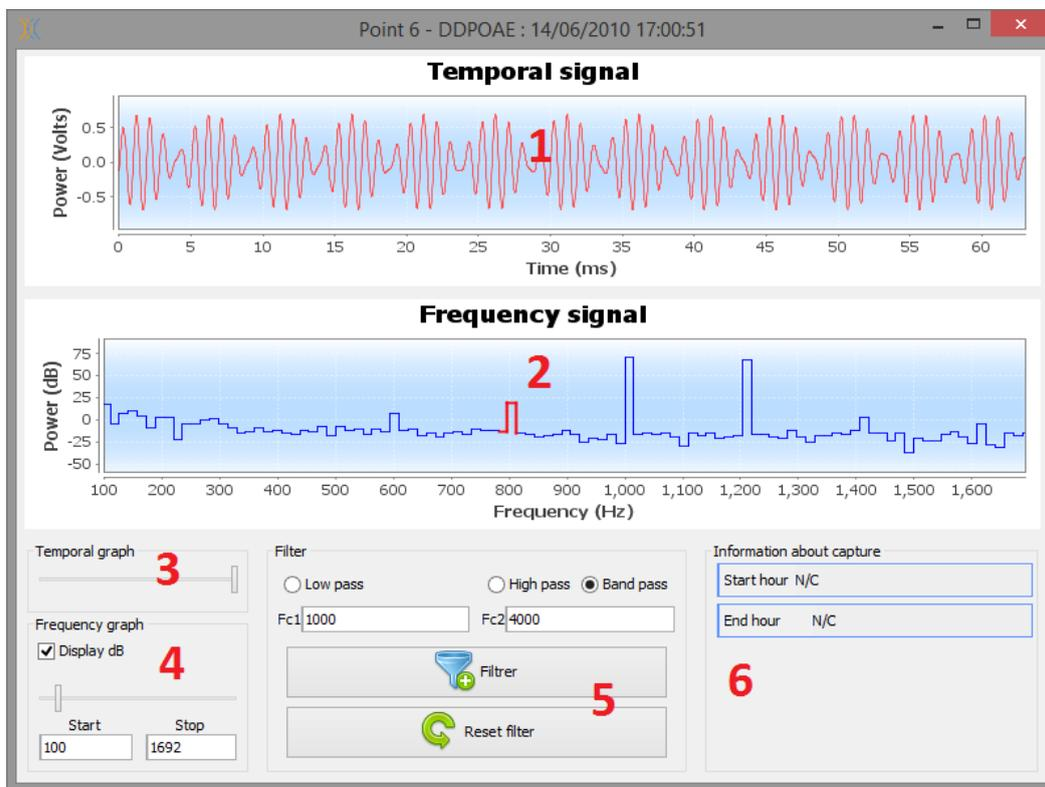 Point 6 - DDPOAE : 14/06/2010 17:00:51
Temporal signal
Power (Volts)
0.5
0.0
-0.5
1
0 5 10 15 20 25 30 35 40 45 50 55 60
Time (ms)
Frequency signal
Power (dB)
75
50
25
0
-25
-50
2
100 200 300 400 500 600 700 800 900 1,000 1,100 1,200 1,300 1,400 1,500 1,600
Frequency (Hz)
Temporal graph
3
Frequency graph
Display dB
4
Start Stop
100 1692
Filter
Low pass High pass Band pass
Fc1 1000 Fc2 4000
Filtrer
5
Reset filter
Information about capture
Start hour N/C
End hour N/C
6